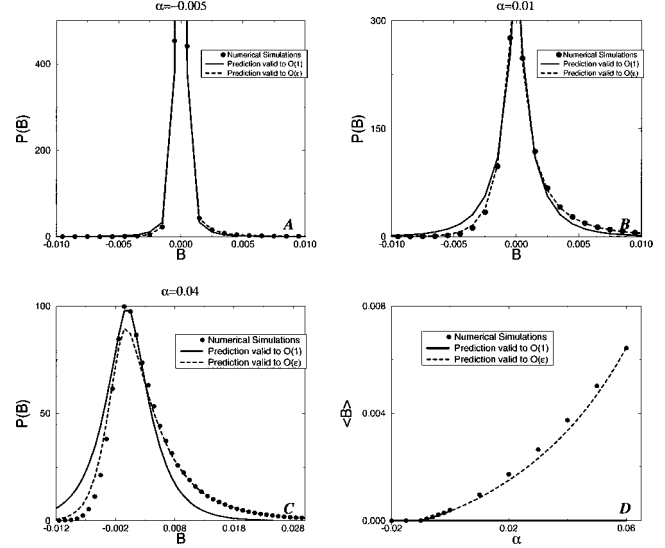 α=-0.005
400
200
0
P(B)
-0.010
-0.005
0.000
0.005
0.010
B
Numerical Simulations
Prediction valid to O(1)
Prediction valid to O(ε)
A
α=0.01
300
150
0
P(B)
-0.010
-0.005
0.000
0.005
0.010
B
Numerical Simulations
Prediction valid to O(1)
Prediction valid to O(ε)
B
α=0.04
100
50
0
P(B)
-0.012
-0.002
0.008
0.018
0.028
B
Numerical Simulations
Prediction valid to O(1)
Prediction valid to O(ε)
C
0.008
0.004
0.000
<B>
-0.02
0.02
0.06
α
Numerical Simulations
Prediction valid to O(1)
Prediction valid to O(ε)
D